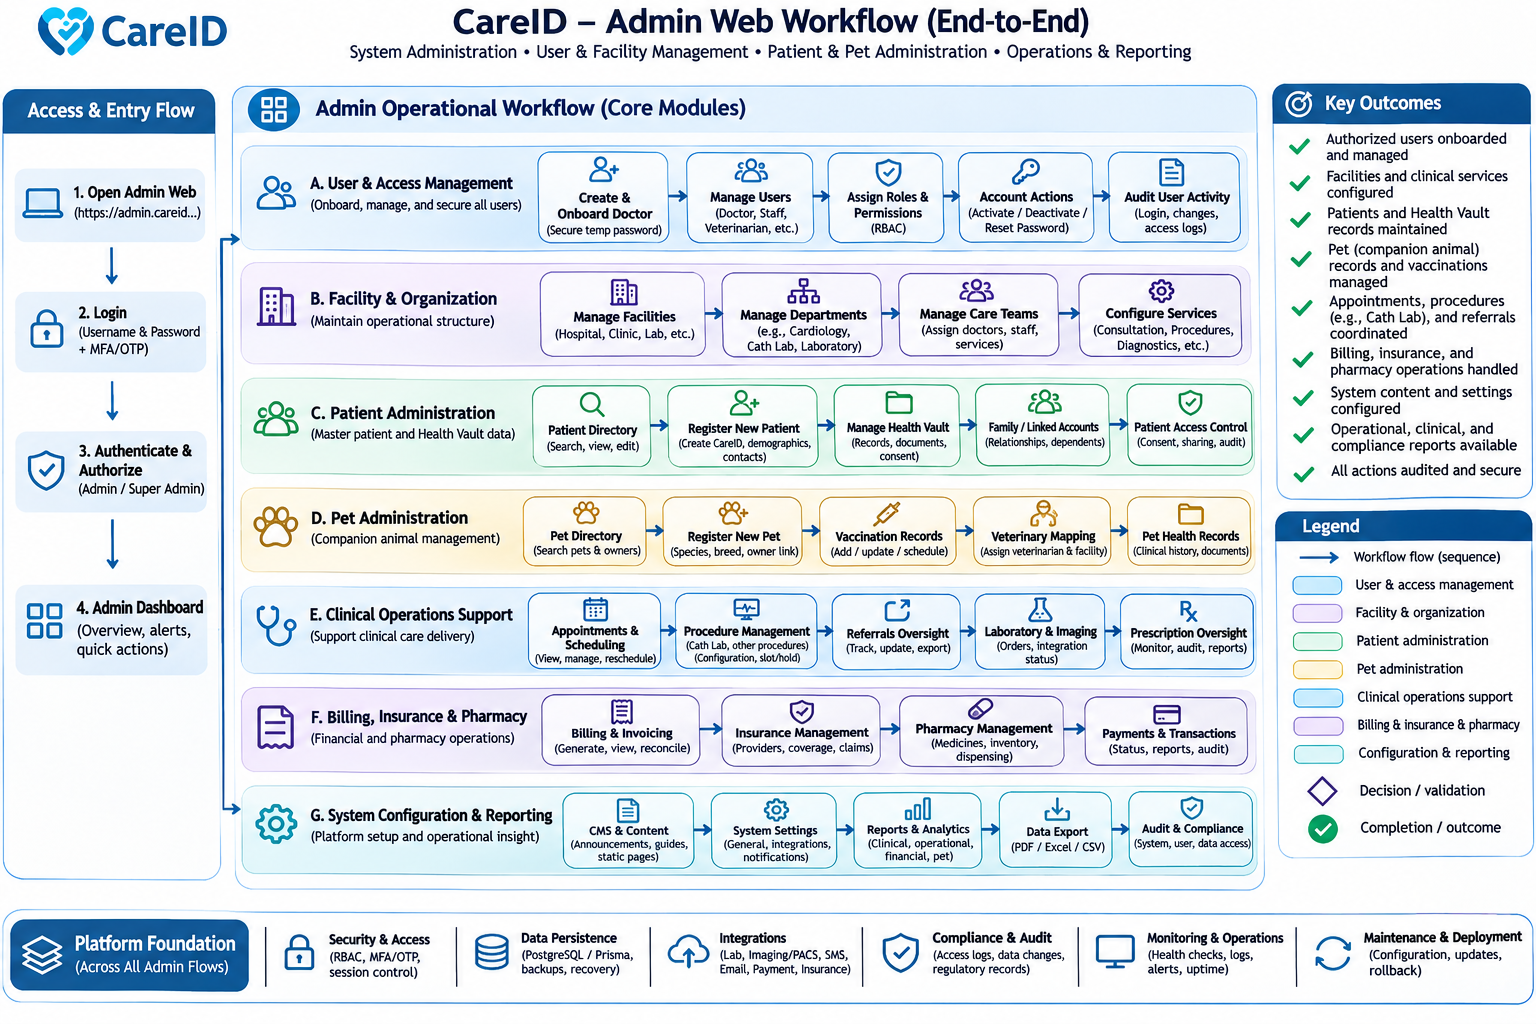 CareID
CareID – Admin Web Workflow (End-to-End)
System Administration • User & Facility Management • Patient & Pet Administration • Operations & Reporting
Access & Entry Flow
1. Open Admin Web
(https://admin.careid...)
2. Login
(Username & Password
+ MFA/OTP)
3. Authenticate &
Authorize
(Admin / Super Admin)
4. Admin Dashboard
(Overview, alerts,
quick actions)
Admin Operational Workflow (Core Modules)
A. User & Access Management
(Onboard, manage, and secure all users)
Create &
Onboard Doctor
(Secure temp password)
Manage Users
(Doctor, Staff,
Veterinarian, etc.)
Assign Roles &
Permissions
(RBAC)
Account Actions
(Activate / Deactivate /
Reset Password)
Audit User Activity
(Login, changes,
access logs)
B. Facility & Organization
(Maintain operational structure)
Manage Facilities
(Hospital, Clinic, Lab, etc.)
Manage Departments
(e.g., Cardiology,
Cath Lab, Laboratory)
Manage Care Teams
(Assign doctors, staff,
services)
Configure Services
(Consultation, Procedures,
Diagnostics, etc.)
C. Patient Administration
(Master patient and Health Vault data)
Patient Directory
(Search, view, edit)
Register New Patient
(Create CareID, demographics,
contacts)
Manage Health Vault
(Records, documents,
consent)
Family / Linked Accounts
(Relationships, dependents)
Patient Access Control
(Consent, sharing, audit)
D. Pet Administration
(Companion animal management)
Pet Directory
(Search pets & owners)
Register New Pet
(Species, breed, owner link)
Vaccination Records
(Add / update / schedule)
Veterinary Mapping
(Assign veterinarian & facility)
Pet Health Records
(Clinical history, documents)
E. Clinical Operations Support
(Support clinical care delivery)
Appointments &
Scheduling
(View, manage, reschedule)
Procedure Management
(Cath Lab, other procedures)
(Configuration, slot/hold)
Referrals Oversight
(Track, update, export)
Laboratory & Imaging
(Orders, integration
status)
Rx
Prescription Oversight
(Monitor, audit, reports)
F. Billing, Insurance & Pharmacy
(Financial and pharmacy operations)
Billing & Invoicing
(Generate, view, reconcile)
Insurance Management
(Providers, coverage, claims)
Pharmacy Management
(Medicines, inventory,
dispensing)
Payments & Transactions
(Status, reports, audit)
G. System Configuration & Reporting
(Platform setup and operational insight)
CMS & Content
(Announcements, guides,
static pages)
System Settings
(General, integrations,
notifications)
Reports & Analytics
(Clinical, operational,
financial, pet)
Data Export
(PDF / Excel / CSV)
Audit & Compliance
(System, user, data access)
Key Outcomes
Authorized users onboarded
and managed
Facilities and clinical services
configured
Patients and Health Vault
records maintained
Pet (companion animal)
records and vaccinations
managed
Appointments, procedures
(e.g., Cath Lab), and referrals
coordinated
Billing, insurance, and
pharmacy operations handled
System content and settings
configured
Operational, clinical, and
compliance reports available
All actions audited and secure
Legend
Workflow flow (sequence)
User & access management
Facility & organization
Patient administration
Pet administration
Clinical operations support
Billing & insurance & pharmacy
Configuration & reporting
Decision / validation
Completion / outcome
Platform Foundation
(Across All Admin Flows)
Security & Access
(RBAC, MFA/OTP,
session control)
Data Persistence
(PostgreSQL / Prisma,
backups, recovery)
Integrations
(Lab, Imaging/PACS, SMS,
Email, Payment, Insurance)
Compliance & Audit
(Access logs, data changes,
regulatory records)
Monitoring & Operations
(Health checks, logs,
alerts, uptime)
Maintenance & Deployment
(Configuration, updates,
rollback)